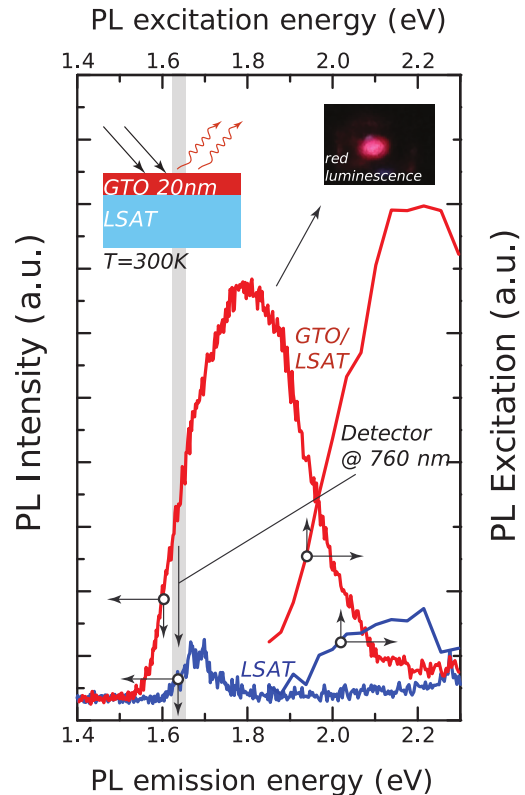 PL excitation energy (eV)
1.4 1.6 1.8 2.0 2.2
red
luminescence
GTO 20nm
LSAT
T=300K
GTO/
LSAT
Detector
@ 760 nm
LSAT
PL Intensity (a.u.)
PL Excitation (a.u.)
1.4 1.6 1.8 2.0 2.2
PL emission energy (eV)